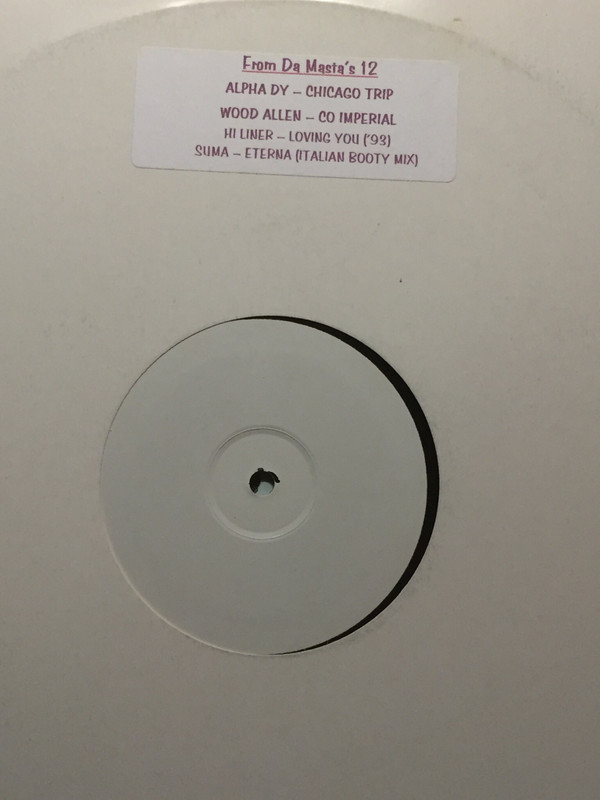 From Da Masta's 12
ALPHA DY – CHICAGO TRIP
WOOD ALLEN – CO IMPERIAL
HI LINER – LOVING YOU ('93)
SUMA – ETERNA (ITALIAN BOOTY MIX)